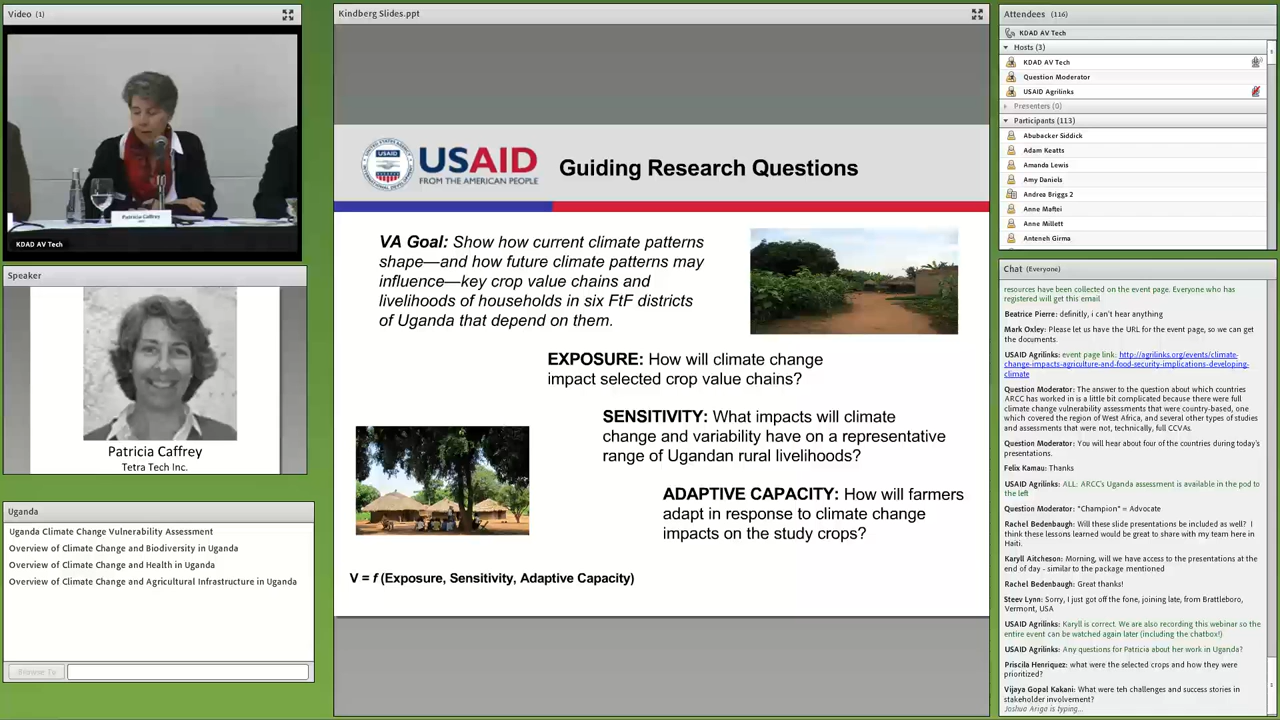 Video (1)
KDAD AV Tech
Patricia Caffrey
Speaker
Patricia Caffrey
Tetra Tech Inc.
Uganda
Uganda Climate Change Vulnerability Assessment
Overview of Climate Change and Biodiversity in Uganda
Overview of Climate Change and Health in Uganda
Overview of Climate Change and Agricultural Infrastructure in Uganda
Browse To
Kindberg Slides.ppt
USAID
FROM THE AMERICAN PEOPLE
Guiding Research Questions
VA Goal: Show how current climate patterns
shape—and how future climate patterns may
influence—key crop value chains and
livelihoods of households in six FtF districts
of Uganda that depend on them.
EXPOSURE: How will climate change
impact selected crop value chains?
SENSITIVITY: What impacts will climate
change and variability have on a representative
range of Ugandan rural livelihoods?
ADAPTIVE CAPACITY: How will farmers
adapt in response to climate change
impacts on the study crops?
V = f (Exposure, Sensitivity, Adaptive Capacity)
Attendees (116)
KDAD AV Tech
Hosts (3)
KDAD AV Tech
Question Moderator
USAID Agrilinks
Presenters (0)
Participants (113)
Abubacker Siddick
Adam Keatts
Amanda Lewis
Amy Daniels
Andrea Briggs 2
Anne Maftei
Anne Millett
Anteneh Girma
Chat (Everyone)
resources have been collected on the event page. Everyone who has
registered will get this email
Beatrice Pierre: definitly, i can't hear anything
Mark Oxley: Please let us have the URL for the event page, so we can get
the documents.
USAID Agrilinks: event page link: http://agrilinks.org/events/climate-
change-impacts-agriculture-and-food-security-implications-developing-
climate
Question Moderator: The answer to the question about which countries
ARCC has worked in is a little bit complicated because there were full
climate change vulnerability assessments that were country-based, one
which covered the region of West Africa, and several other types of studies
and assessments that were not, technically, full CCVAs.
Question Moderator: You will hear about four of the countries during today's
presentations.
Felix Kamau: Thanks
USAID Agrilinks: ALL: ARCC's Uganda assessment is available in the pod to
the left
Question Moderator: "Champion" = Advocate
Rachel Bedenbaugh: Will these slide presentations be included as well? I
think these lessons learned would be great to share with my team here in
Haiti.
Karyll Aitcheson: Morning, will we have access to the presentations at the
end of day - similar to the package mentioned
Rachel Bedenbaugh: Great thanks!
Steev Lynn: Sorry, I just got off the fone, joining late, from Brattleboro,
Vermont, USA
USAID Agrilinks: Karyll is correct. We are also recording this webinar so the
entire event can be watched again later (including the chatbox!)
USAID Agrilinks: Any questions for Patricia about her work in Uganda?
Priscila Henriquez: what were the selected crops and how they were
prioritized?
Vijaya Gopal Kakani: What were teh challenges and success stories in
stakeholder involvement?
Joshua Ariga is typing...